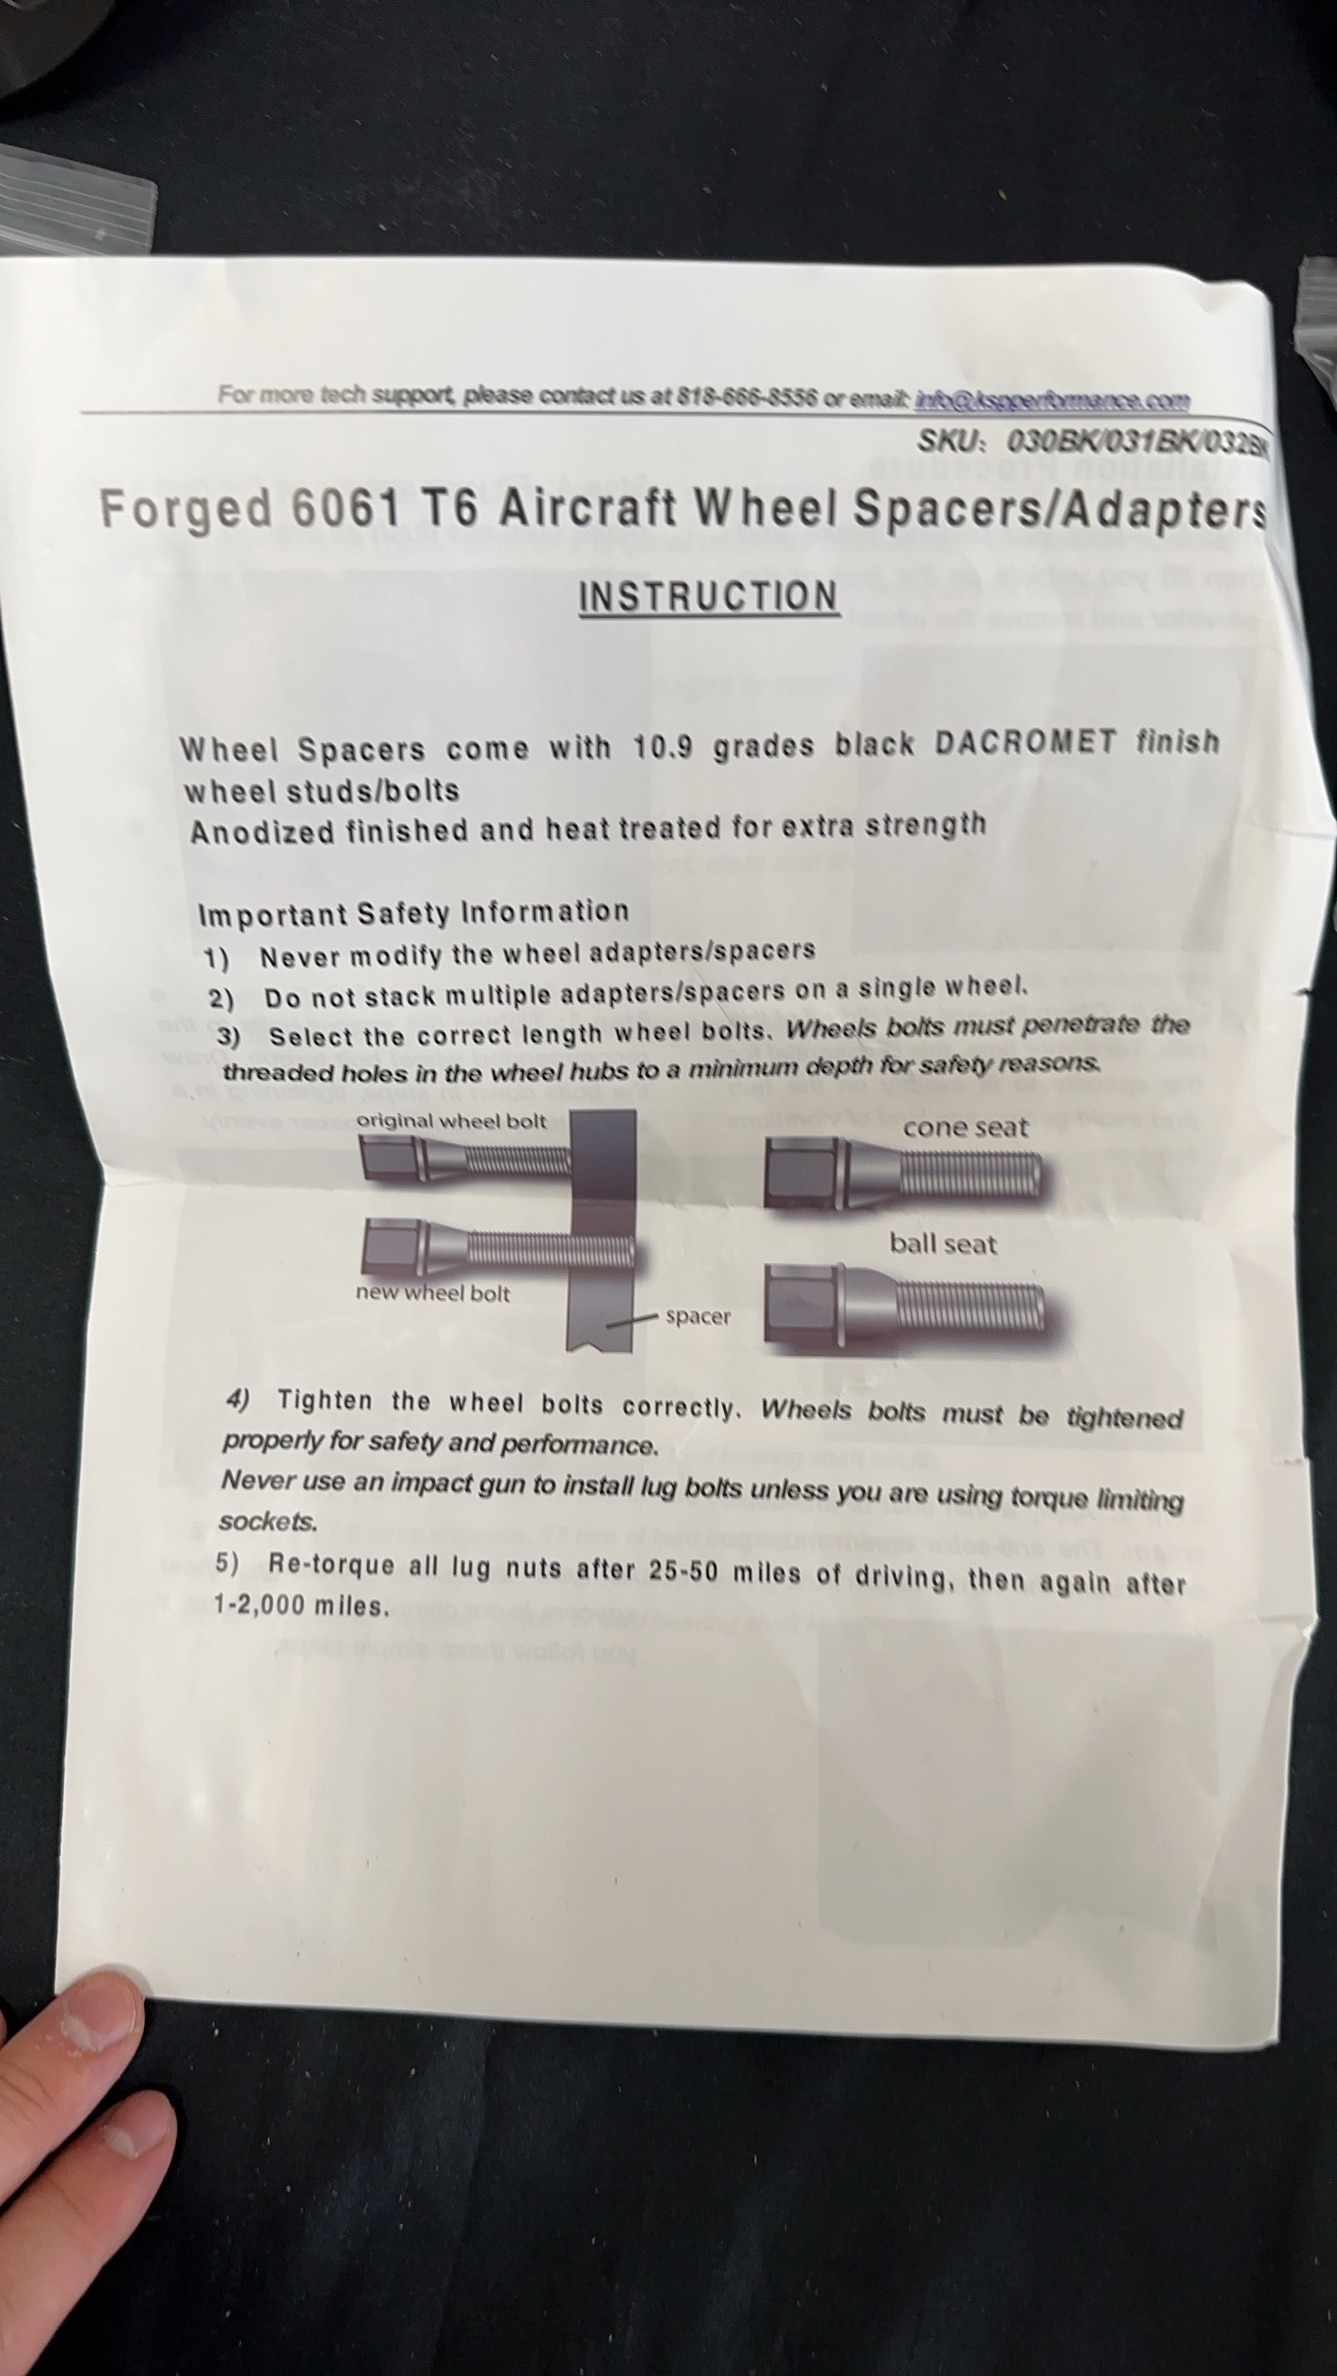 For more tech support, please contact us at 818-666-8556 or email: info@kspperformance.com
SKU: 030BK/031BK/032BK
Forged 6061 T6 Aircraft Wheel Spacers/Adapters
INSTRUCTION
Wheel Spacers come with 10.9 grades black DACROMET finish
wheel studs/bolts
Anodized finished and heat treated for extra strength
Important Safety Information
1) Never modify the wheel adapters/spacers
2) Do not stack multiple adapters/spacers on a single wheel.
3) Select the correct length wheel bolts. Wheels bolts must penetrate the
threaded holes in the wheel hubs to a minimum depth for safety reasons.
original wheel bolt
new wheel bolt
spacer
cone seat
ball seat
4) Tighten the wheel bolts correctly. Wheels bolts must be tightened
properly for safety and performance.
Never use an impact gun to install lug bolts unless you are using torque limiting
sockets.
5) Re-torque all lug nuts after 25-50 miles of driving, then again after
1-2,000 miles.